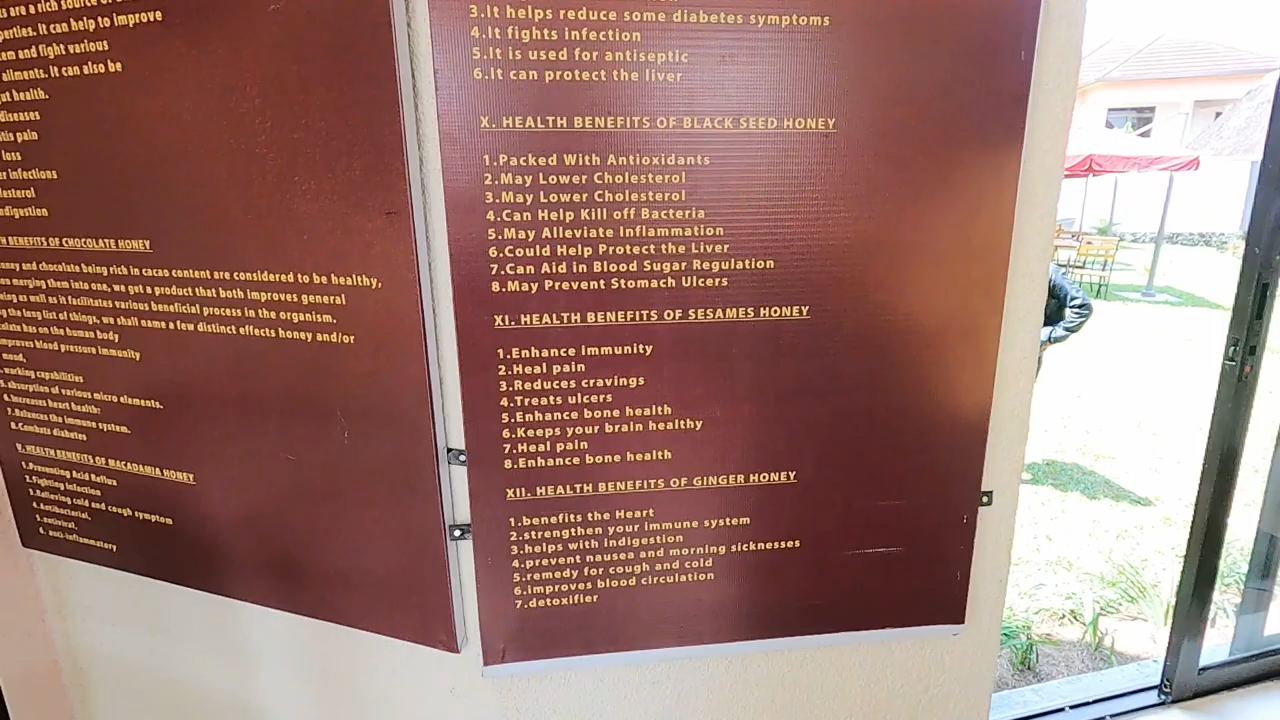 ts are a rich source of
perties. It can help to improve
em and fight various
ailments. It can also be
ut health.
diseases
tis pain
loss
er infections
lesterol
ndigestion
H BENEFITS OF CHOCOLATE HONEY
oney and chocolate being rich in cacao content are considered to be healthy,
merging them into one, we get a product that both improves general
eing as well as it facilitates various beneficial process in the organism.
g the long list of things, we shall name a few distinct effects honey and/or
colate has on the human body
mproves blood pressure immunity
mood,
working capabilities
5.absorption of various micro elements.
6.Increases heart health:
7.Balances the immune system.
8.Combats diabetes
V. HEALTH BENEFITS OF MACADAMIA HONEY
1.Preventing Acid Reflux
2.Fighting Infection
3.Relieving cold and cough symptom
4.Antibacterial,
5.antiviral,
6. anti-inflammatory
3.It helps reduce some diabetes symptoms
4.It fights infection
5.It is used for antiseptic
6.It can protect the liver
X. HEALTH BENEFITS OF BLACK SEED HONEY
1.Packed With Antioxidants
2.May Lower Cholesterol
3.May Lower Cholesterol
4.Can Help Kill off Bacteria
5.May Alleviate Inflammation
6.Could Help Protect the Liver
7.Can Aid in Blood Sugar Regulation
8.May Prevent Stomach Ulcers
XI. HEALTH BENEFITS OF SESAMES HONEY
1.Enhance immunity
2.Heal pain
3.Reduces cravings
4.Treats ulcers
5.Enhance bone health
6.Keeps your brain healthy
7.Heal pain
8.Enhance bone health
XII. HEALTH BENEFITS OF GINGER HONEY
1.benefits the Heart
2.strengthen your immune system
3.helps with indigestion
4.prevent nausea and morning sicknesses
5.remedy for cough and cold
6.improves blood circulation
7.detoxifier